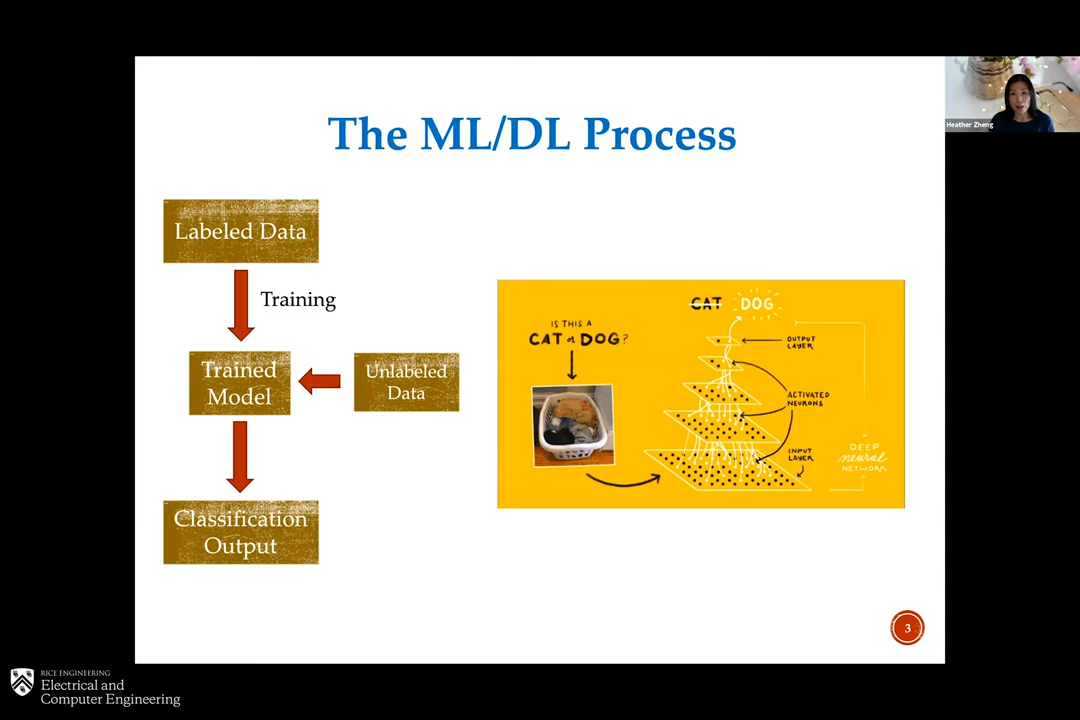 The ML/DL Process
Heather Zheng
Labeled Data
Training
Trained
Model
Unlabeled
Data
Classification
Output
IS THIS A
CAT or DOG?
CAT DOG
OUTPUT
LAYER
ACTIVATED
NEURONS
INPUT
LAYER
DEEP
neural
NETWORK
3
RICE ENGINEERING
Electrical and
Computer Engineering